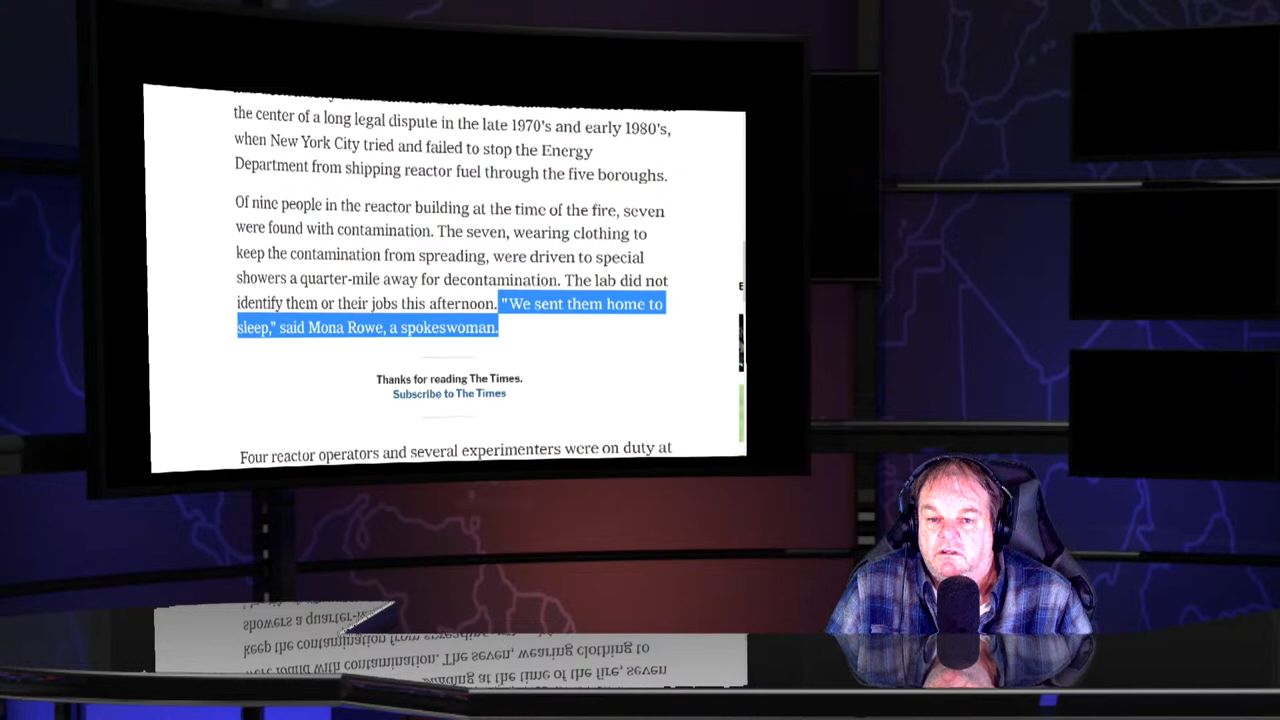 the center of a long legal dispute in the late 1970's and early 1980's,
when New York City tried and failed to stop the Energy
Department from shipping reactor fuel through the five boroughs.
Of nine people in the reactor building at the time of the fire, seven
were found with contamination. The seven, wearing clothing to
keep the contamination from spreading, were driven to special
showers a quarter-mile away for decontamination. The lab did not
identify them or their jobs this afternoon. "We sent them home to
sleep," said Mona Rowe, a spokeswoman.
Thanks for reading The Times.
Subscribe to The Times
Four reactor operators and several experimenters were on duty at
E